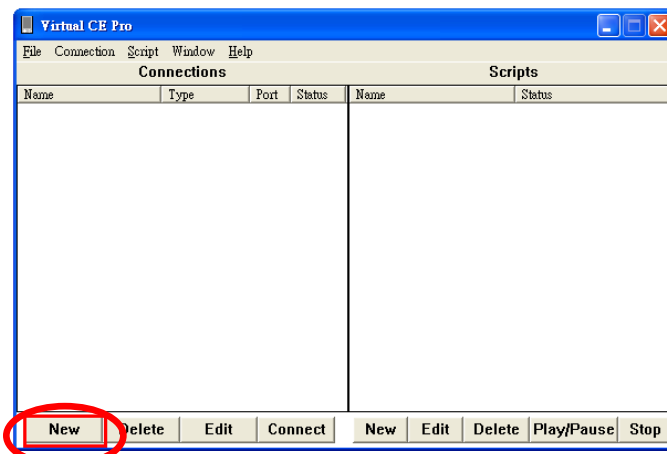 Virtual CE Pro
File Connection Script Window Help
Connections Scripts
Name Type Port Status Name Status
New Delete Edit Connect New Edit Delete Play/Pause Stop